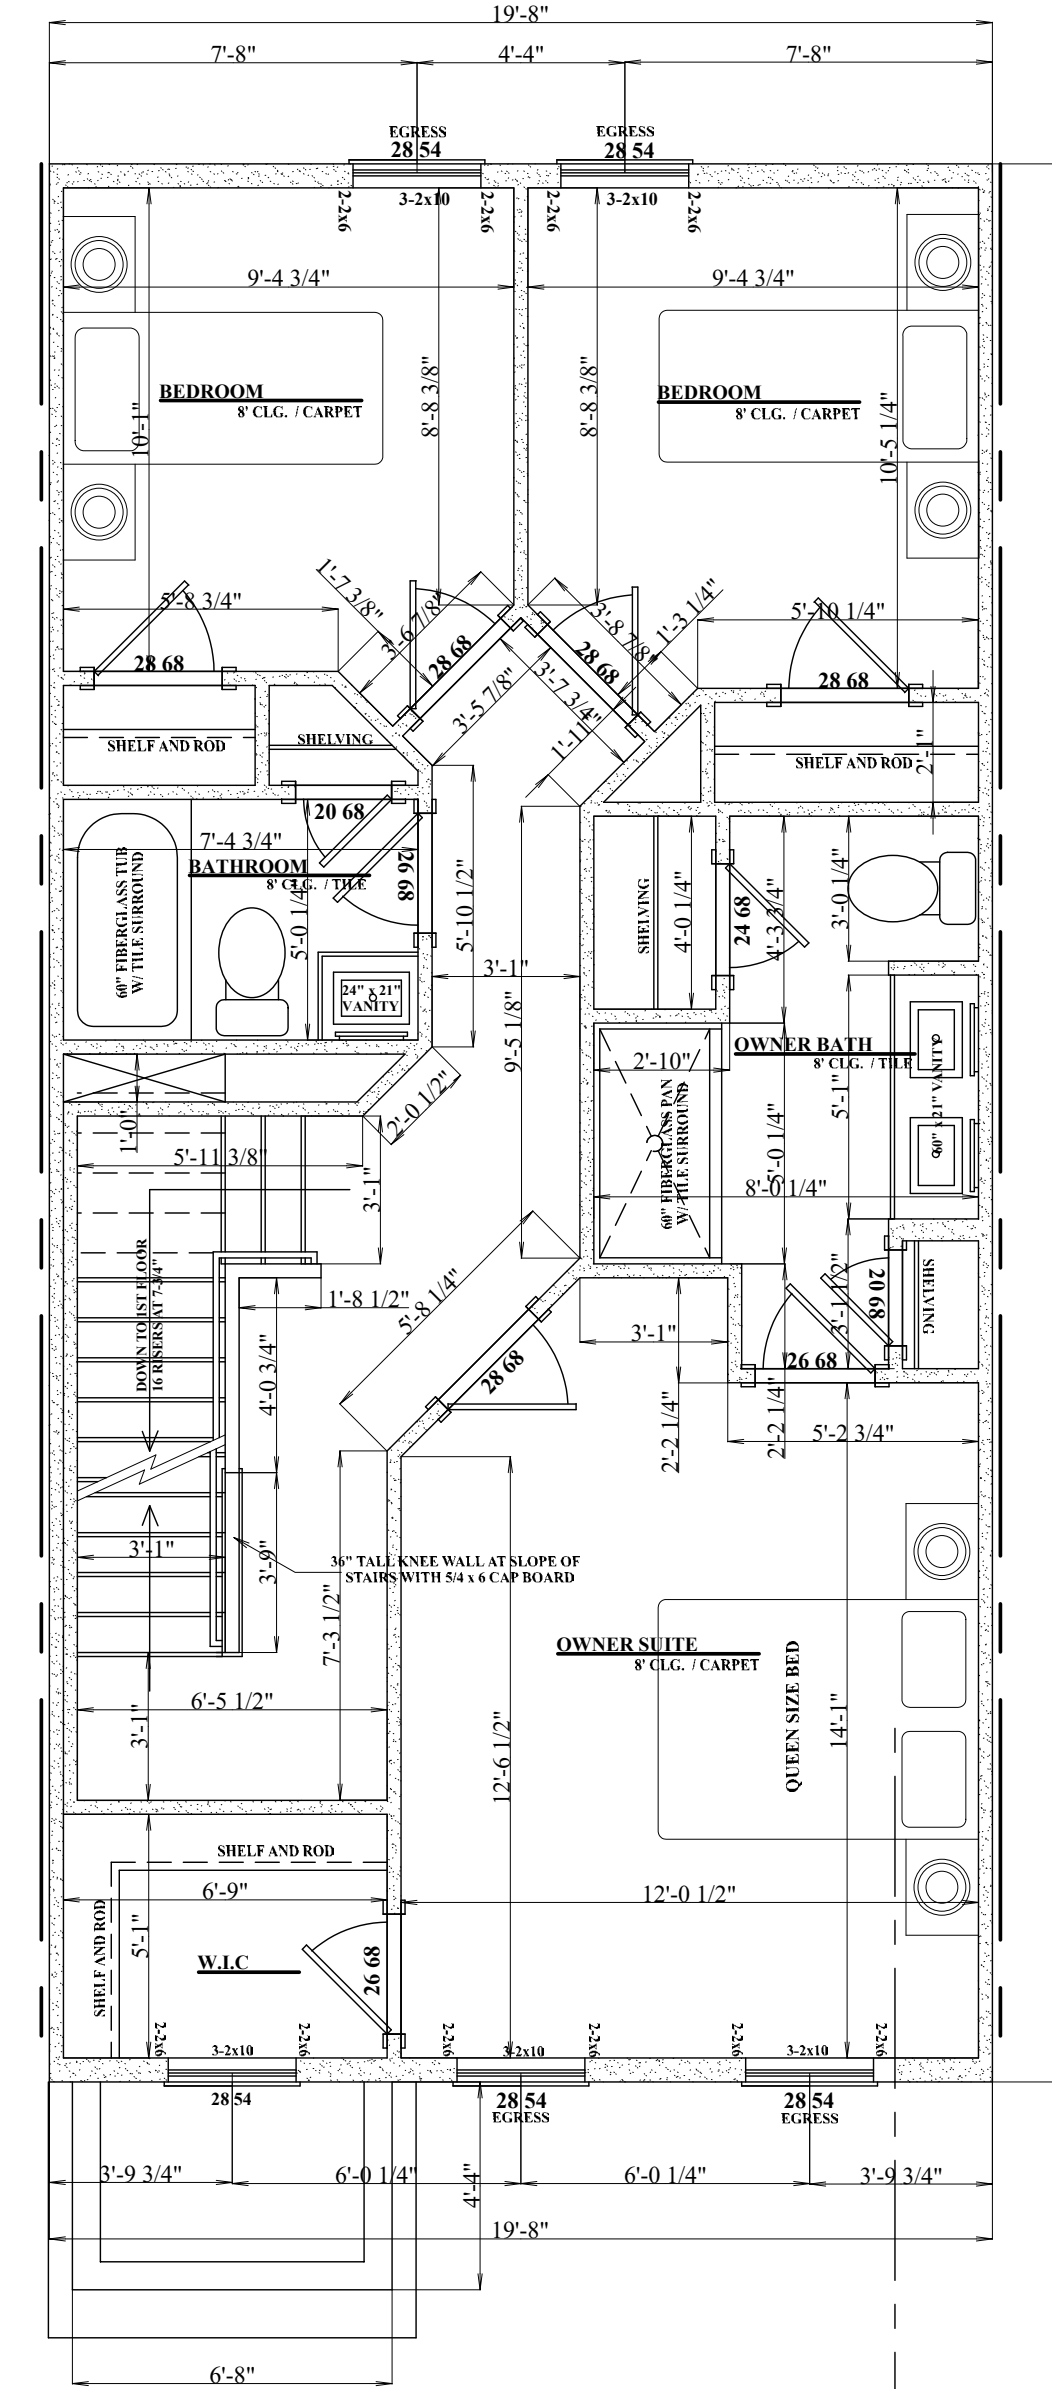 19'-8"
7'-8"
4'-4"
7'-8"
EGRESS
28 54
EGRESS
28 54
2-2x6
3-2x10
2-2x6
2-2x6
3-2x10
2-2x6
9'-4 3/4"
9'-4 3/4"
8'-8 3/8"
8'-8 3/8"
BEDROOM
8' CLG. / CARPET
10'-1"
BEDROOM
8' CLG. / CARPET
10'-5 1/4"
5'-8 3/4"
1'-7 3/8"
3'-6 7/8"
28 68
3'-8 7/8"
1'-3 1/4"
28 68
5'-10 1/4"
28 68
28 68
3'-5 7/8"
3'-7 3/4"
1'-11"
SHELF AND ROD
SHELVING
SHELF AND ROD
2'-1"
20 68
7'-4 3/4"
BATHROOM
8' CLG. / TILE
26 68
60" FIBERGLASS TUB
W/ TILE SURROUND
5'-0 1/4"
24" x 21"
VANITY
5'-10 1/2"
3'-1"
9'-5 1/8"
SHELVING
4'-0 1/4"
24 68
4'-3 3/4"
3'-0 1/4"
OWNER BATH
8' CLG. / TILE
2'-10"
60" FIBERGLASS PAN
W/ TILE SURROUND
5'-0 1/4"
5'-1"
60" x 21" VANITY
8'-0 1/4"
1'-0"
2'-0 1/2"
5'-11 3/8"
3'-1"
DOWN TO 1ST FLOOR
16 RISERS AT 7-3/4"
1'-8 1/2"
4'-0 3/4"
5'-8 1/4"
28 68
3'-1"
2'-2 1/4"
3'-1 1/2"
20 68
SHELVING
26 68
2'-2 1/4"
5'-2 3/4"
3'-1"
3'-9"
36" TALL KNEE WALL AT SLOPE OF
STAIRS WITH 5/4 x 6 CAP BOARD
7'-3 1/2"
OWNER SUITE
8' CLG. / CARPET
QUEEN SIZE BED
14'-1"
6'-5 1/2"
3'-1"
12'-6 1/2"
SHELF AND ROD
6'-9"
12'-0 1/2"
SHELF AND ROD
5'-1"
W.I.C
26 68
2-2x6
3-2x10
2-2x6
2-2x6
3-2x10
2-2x6
2-2x6
3-2x10
2-2x6
28 54
28 54
EGRESS
28 54
EGRESS
3'-9 3/4"
6'-0 1/4"
4'-4"
6'-0 1/4"
3'-9 3/4"
19'-8"
6'-8"